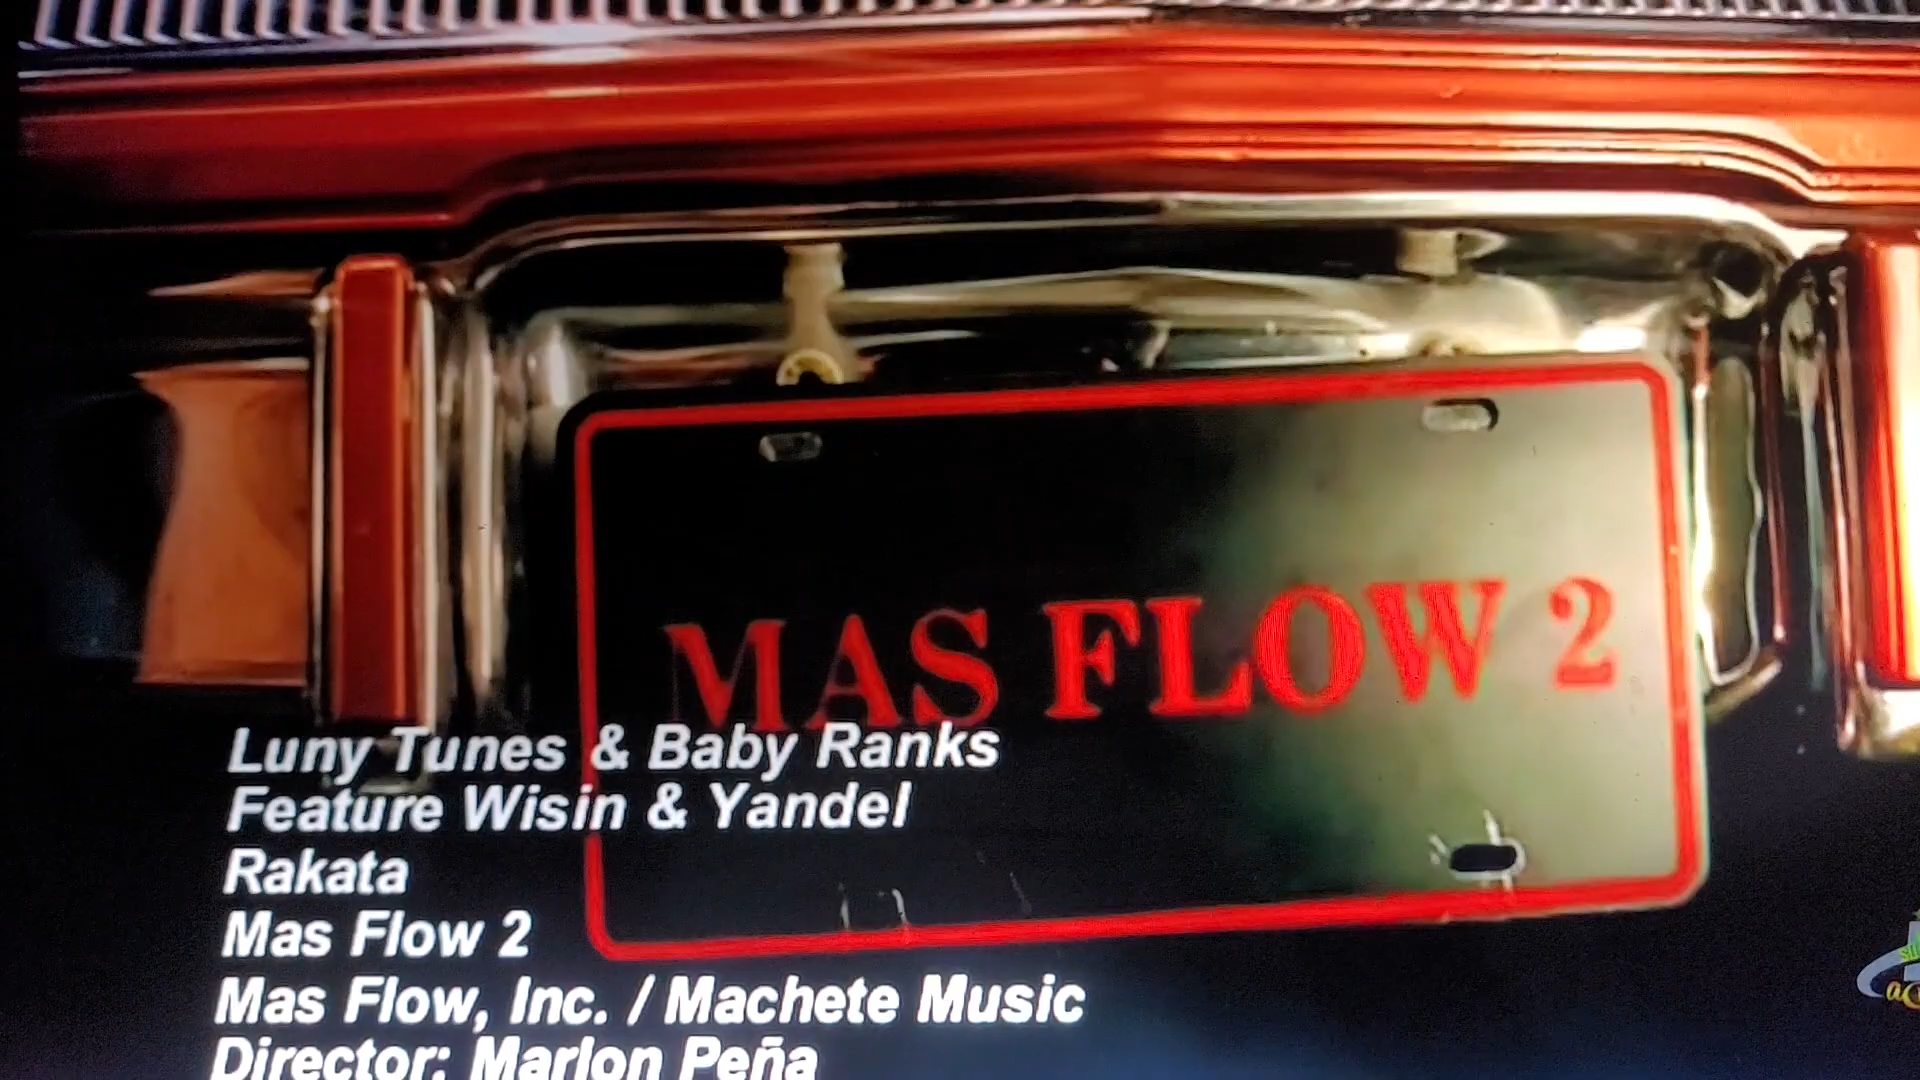 MAS FLOW 2
Luny Tunes & Baby Ranks
Feature Wisin & Yandel
Rakata
Mas Flow 2
Mas Flow, Inc. / Machete Music
Director: Marlon Peña